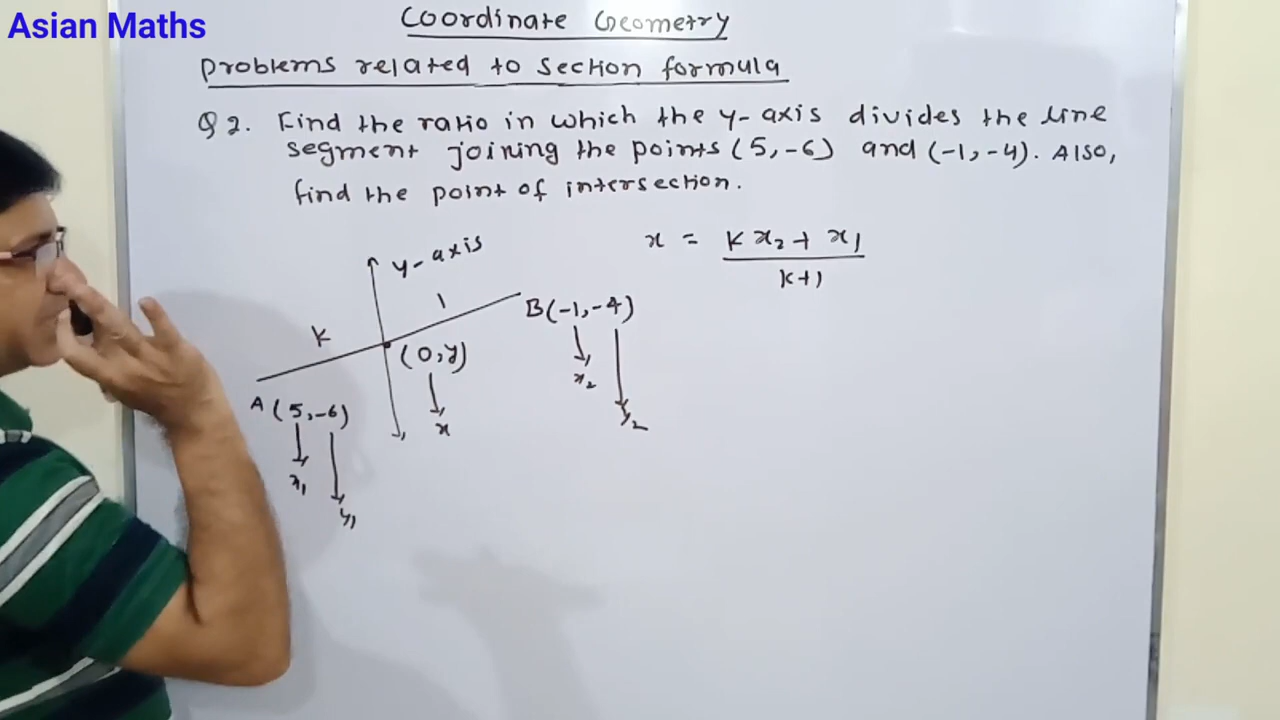 Asian Maths
Coordinate Geometry
Problems related to section formula
Q 2. Find the ratio in which the y-axis divides the line
segment joining the points (5,-6) and (-1,-4). Also,
find the point of intersection.
y-axis
x = K x₂ + x₁
K+1
K
1
B(-1,-4)
(0,y)
A (5,-6)
x₂
y₂
x
x₁
y₁